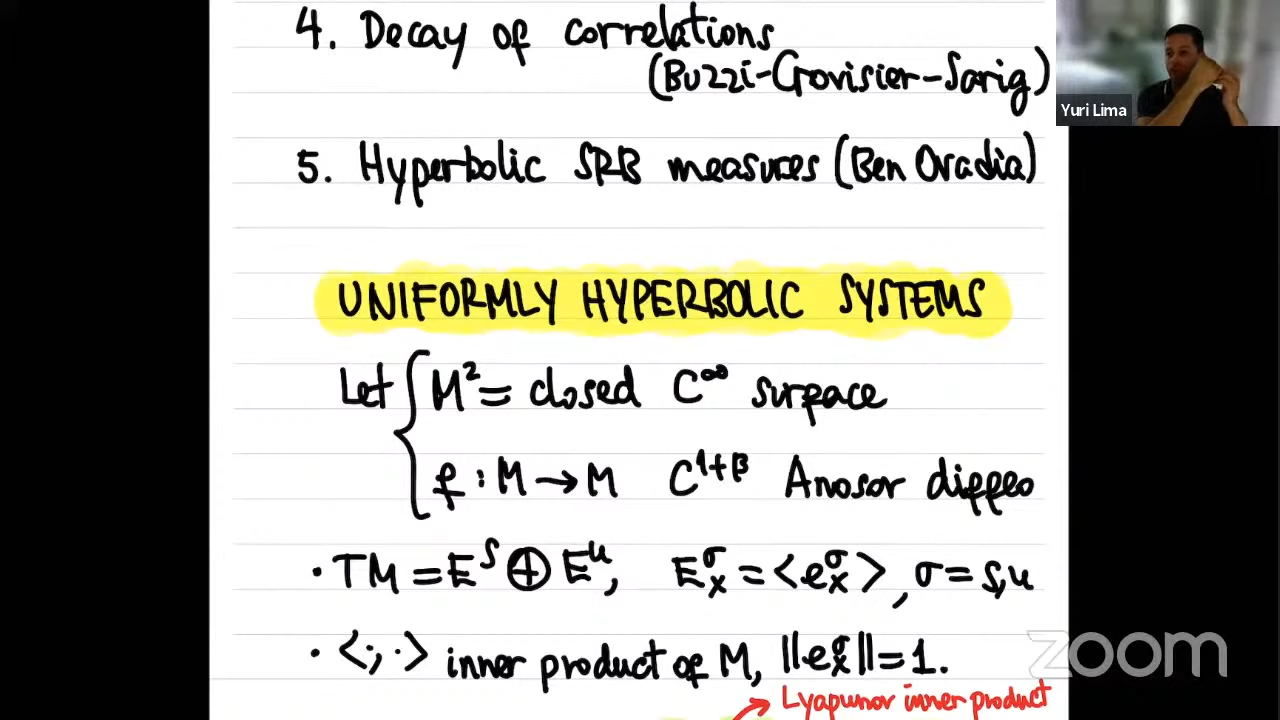 4. Decay of correlations
(Buzzi-Crovisier-Sarig)
Yuri Lima
5. Hyperbolic SRB measures (Ben Ovadia)
UNIFORMLY HYPERBOLIC SYSTEMS
Let { M² = closed C^∞ surface
f : M → M C^{1+β} Anosov diffeo
• TM = E^s ⊕ E^u, E^σ_x = <e^σ_x>, σ = s,u
• <·,·> inner product of M, ||e^σ_x|| = 1.
zoom
→ Lyapunov inner product